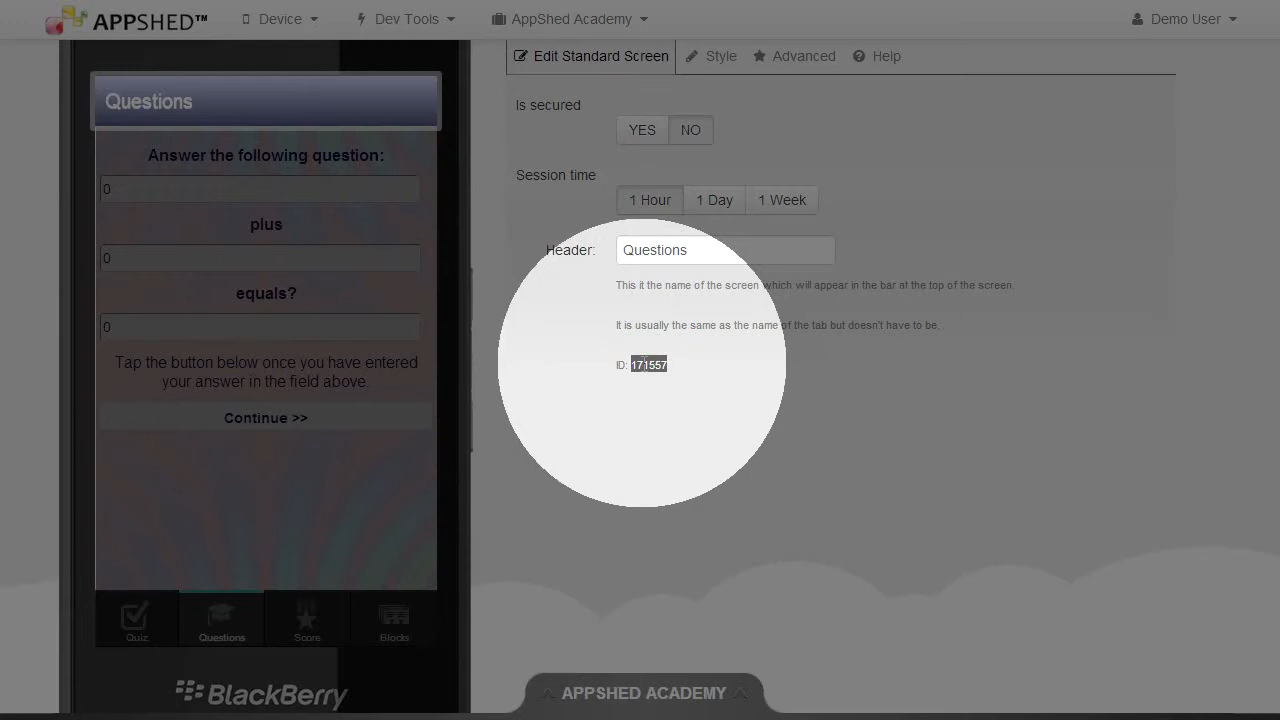 APPSHED™ Device Dev Tools AppShed Academy Demo User
Edit Standard Screen Style Advanced Help
Questions
Is secured
YES NO
Answer the following question:
Session time
0
1 Hour 1 Day 1 Week
plus
Header: Questions
0
This it the name of the screen which will appear in the bar at the top of the screen.
equals?
0
It is usually the same as the name of the tab but doesn't have to be.
Tap the button below once you have entered
your answer in the field above
ID: 171557
Continue >>
Quiz Questions Score Blocks
BlackBerry
APPSHED ACADEMY